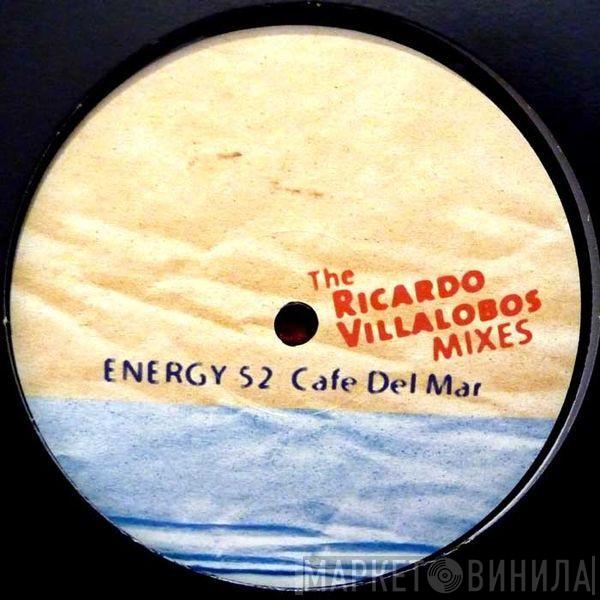 The
RICARDO
VILLALOBOS
MIXES
ENERGY 52 Cafe Del Mar
МАРКЕТ ВИНИЛА